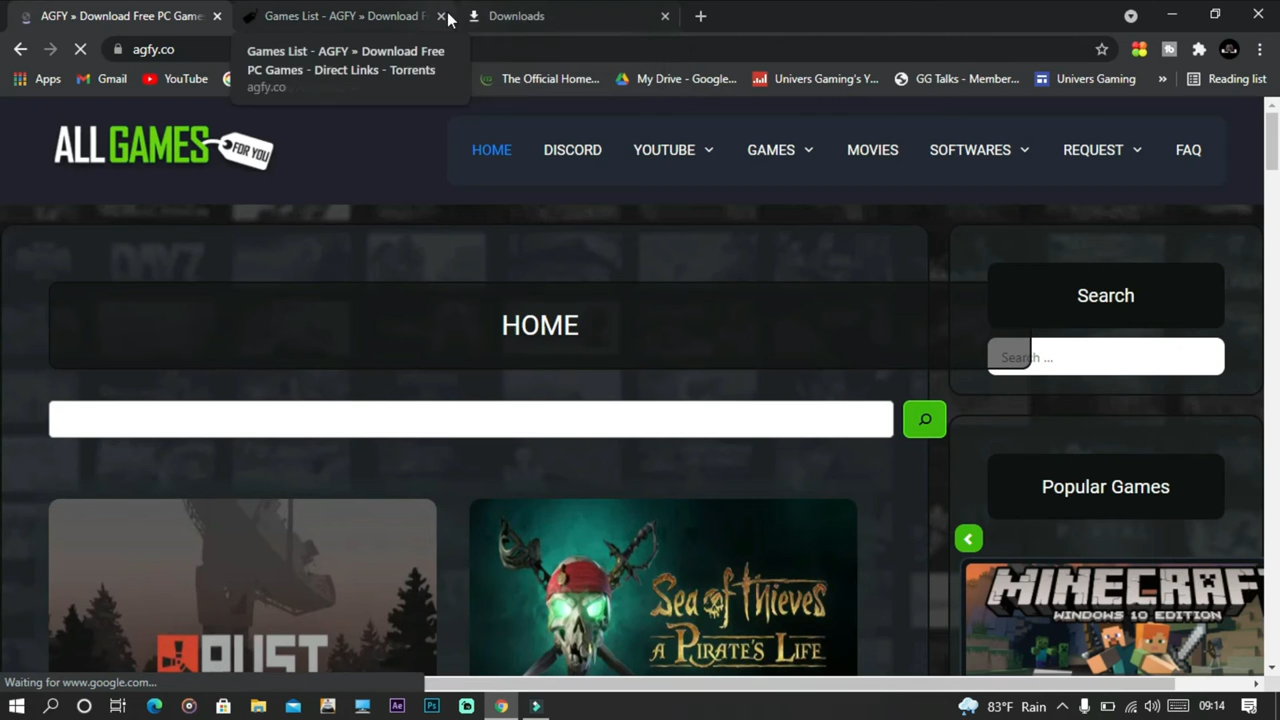 AGFY » Download Free PC Game
Games List - AGFY » Download F
Downloads
agfy.co
Games List - AGFY » Download Free
PC Games - Direct Links - Torrents
agfy.co
Apps
Gmail
YouTube
The Official Home...
My Drive - Google...
Univers Gaming's Y...
GG Talks - Member...
Univers Gaming
»
Reading list
ALL GAMES FOR YOU
HOME
DISCORD
YOUTUBE
GAMES
MOVIES
SOFTWARES
REQUEST
FAQ
HOME
Search
Search ...
Popular Games
RUST
Sea of Thieves
A PIRATE'S LIFE
MINECRAFT
WINDOWS 10 EDITION
Waiting for www.google.com...
Ae
Ps
83°F Rain
09:14